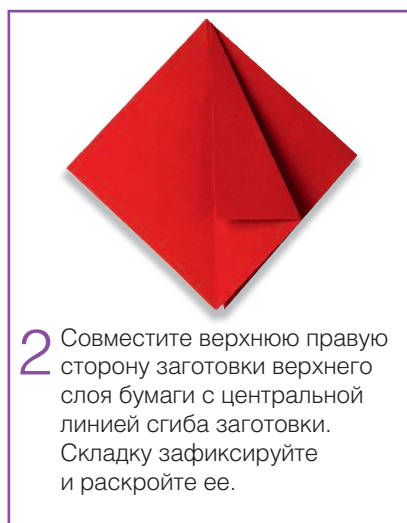 2 Совместите верхнюю правую
сторону заготовки верхнего
слоя бумаги с центральной
линией сгиба заготовки.
Складку зафиксируйте
и раскройте ее.